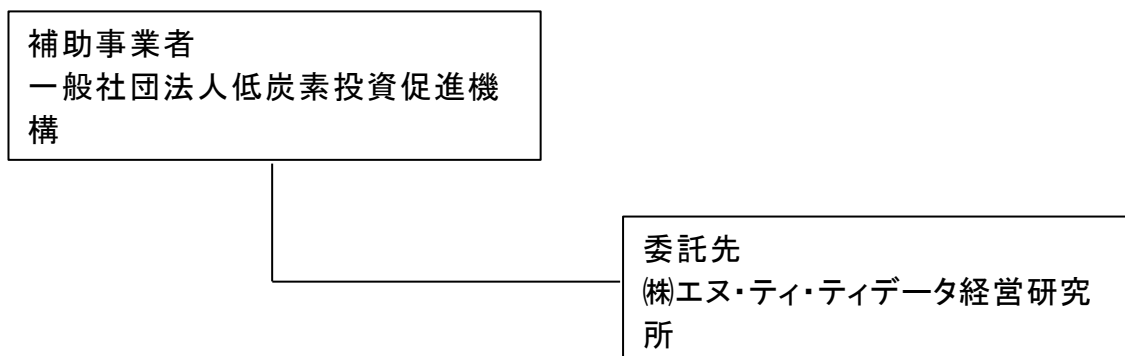 補助事業者
一般社団法人低炭素投資促進機
構
委託先
㈱エヌ・ティ・ティデータ経営研究
所